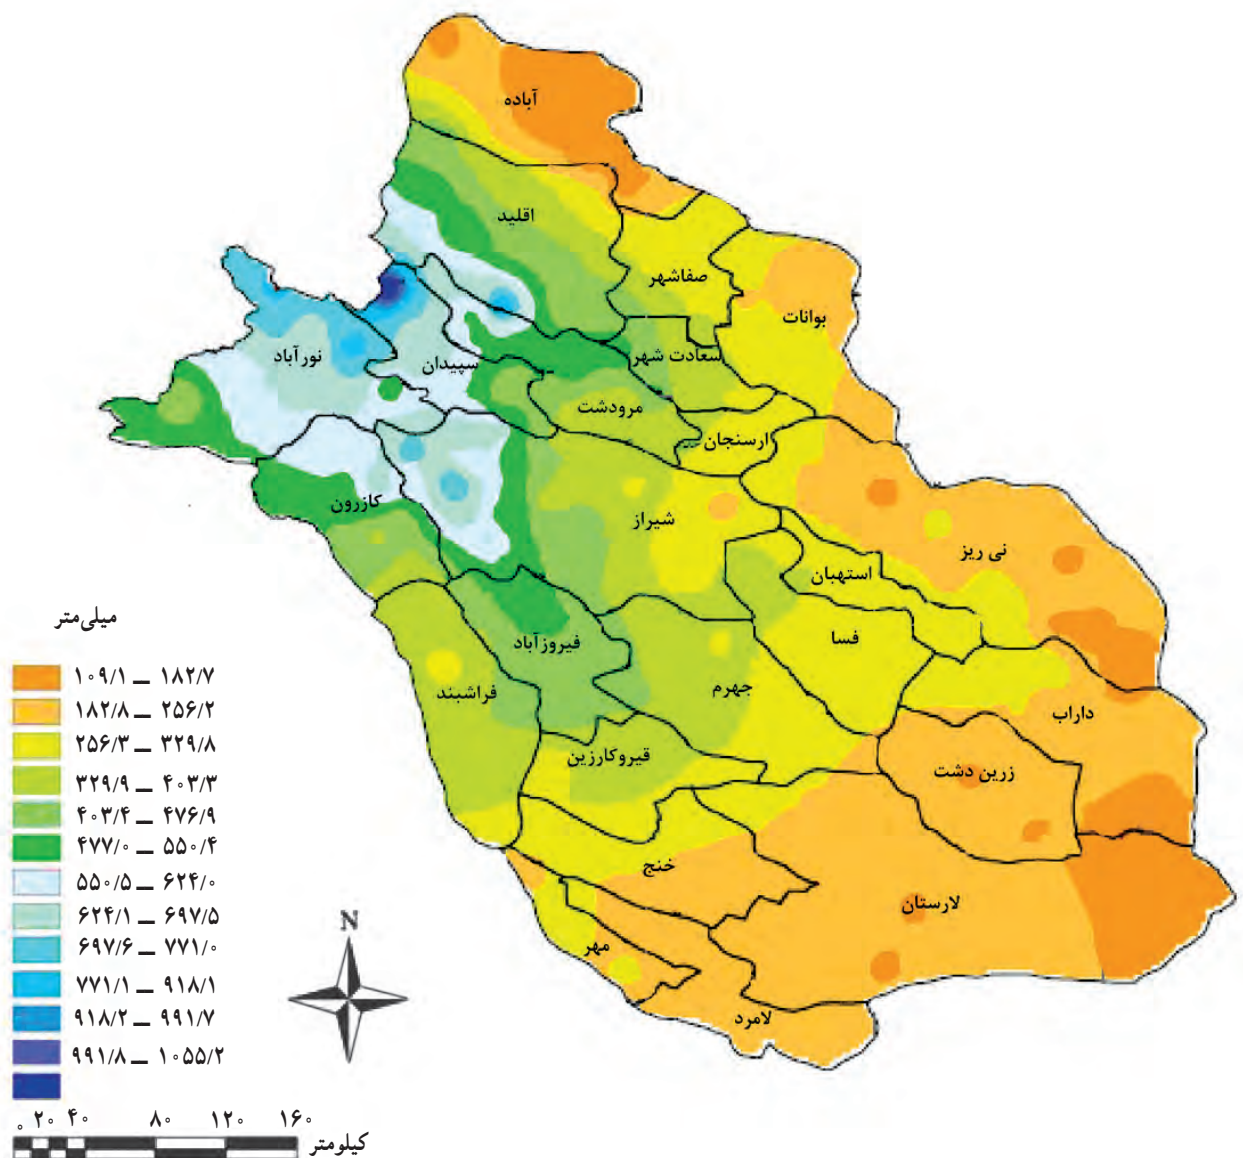 آباده
اقلید
صفاشهر
بوانات
نورآباد
سپیدان
سعادت شهر
مرودشت
ارسنجان
کازرون
شیراز
نی ریز
استهبان
فیروزآباد
فسا
فراشبند
جهرم
داراب
قیروکارزین
زرین دشت
خنج
لارستان
مهر
لامرد
میلی‌متر
۱۰۹/۱ – ۱۸۲/۷
۱۸۲/۸ – ۲۵۶/۲
۲۵۶/۳ – ۳۲۹/۸
۳۲۹/۹ – ۴۰۳/۳
۴۰۳/۴ – ۴۷۶/۹
۴۷۷/۰ – ۵۵۰/۴
۵۵۰/۵ – ۶۲۴/۰
۶۲۴/۱ – ۶۹۷/۵
۶۹۷/۶ – ۷۷۱/۰
۷۷۱/۱ – ۹۱۸/۱
۹۱۸/۲ – ۹۹۱/۷
۹۹۱/۸ – ۱۰۵۵/۲
N
۰ ۲۰ ۴۰ ۸۰ ۱۲۰ ۱۶۰
کیلومتر